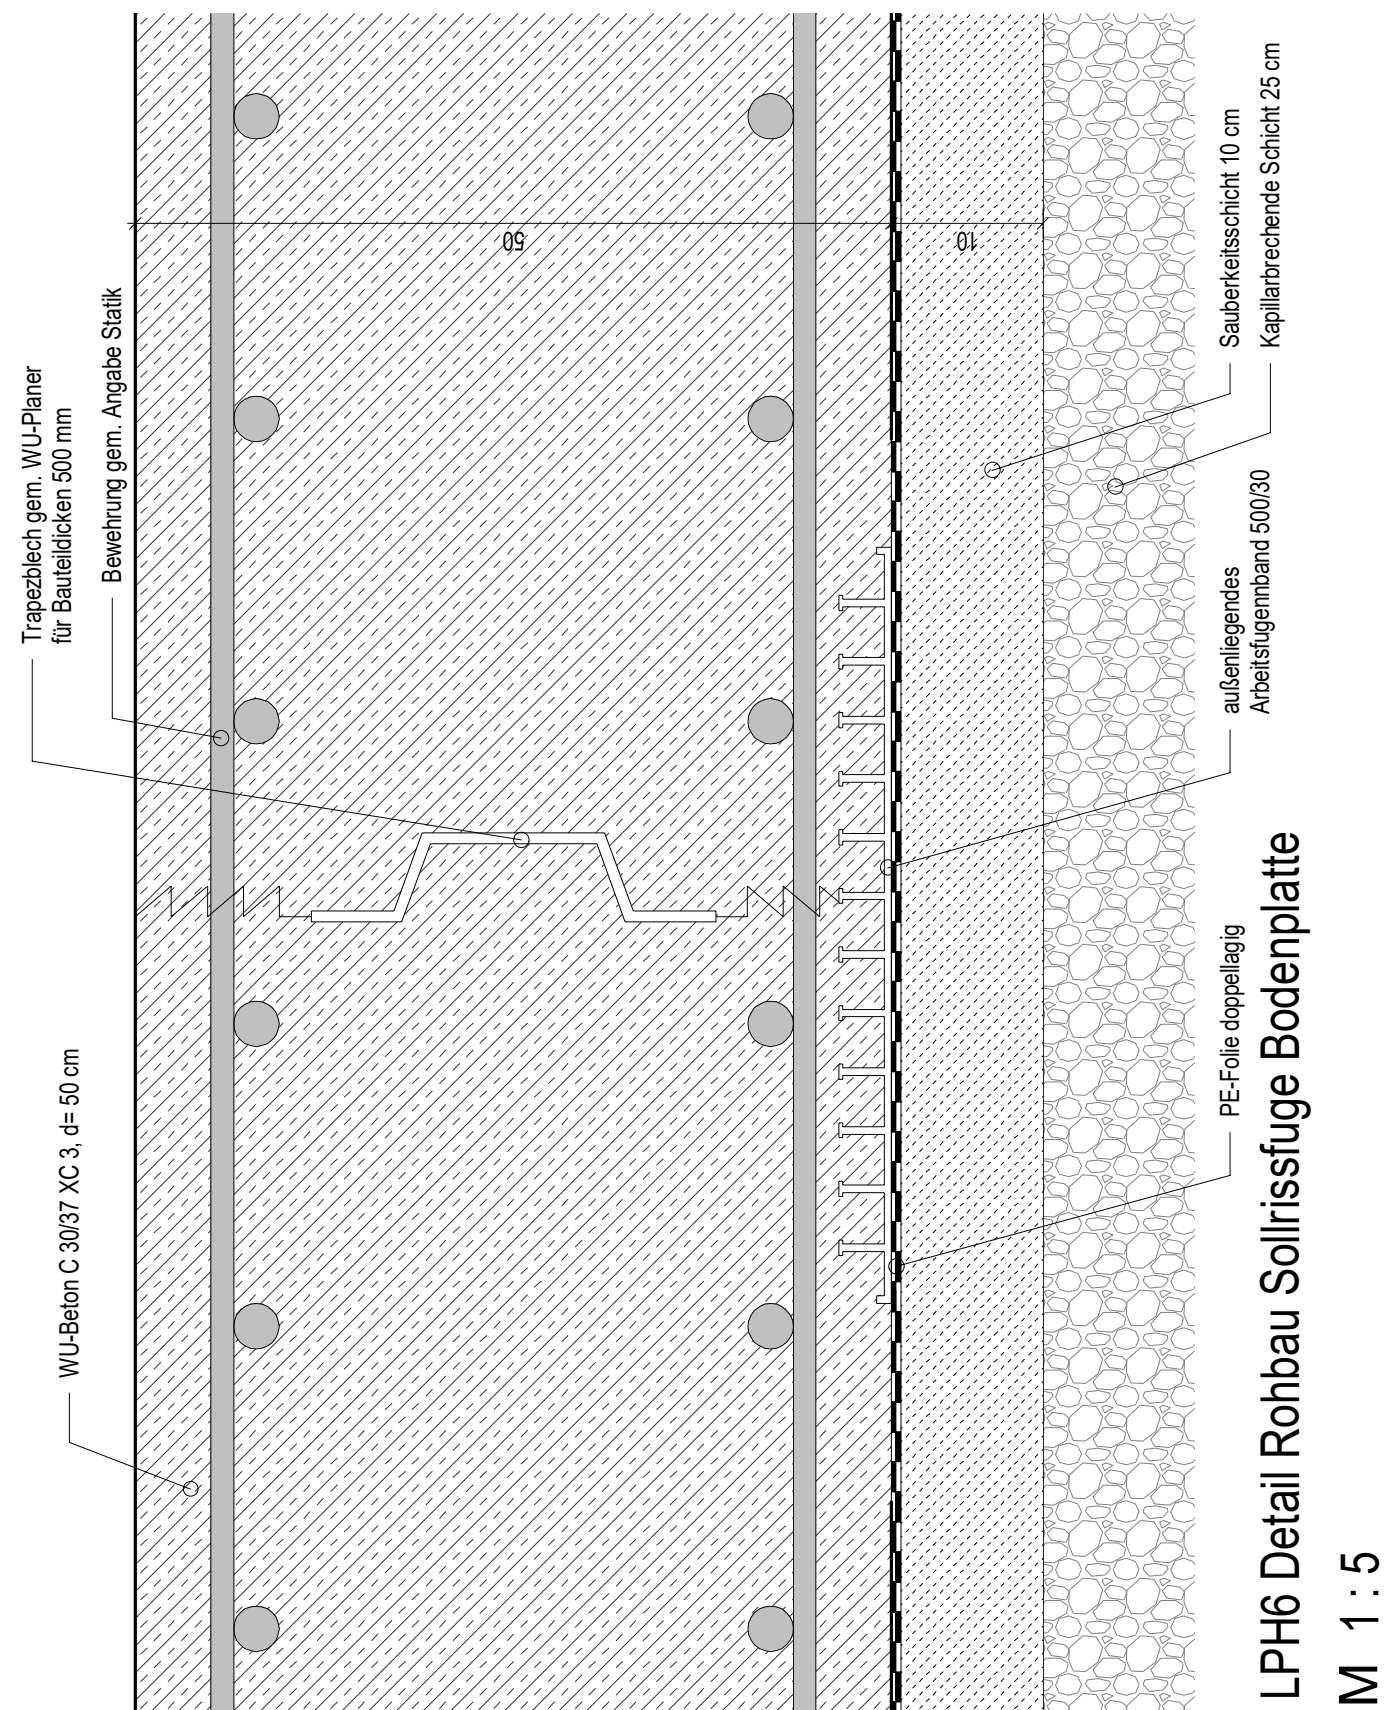 WU-Beton C 30/37 XC 3, d= 50 cm
Trapezblech gem. WU-Planer
für Bauteildicken 500 mm
Bewehrung gem. Angabe Statik
50
10
PE-Folie doppellagig
außenliegendes
Arbeitsfugennband 500/30
Sauberkeitsschicht 10 cm
Kapillarbrechende Schicht 25 cm
LPH6 Detail Rohbau Sollrissfuge Bodenplatte
M 1 : 5